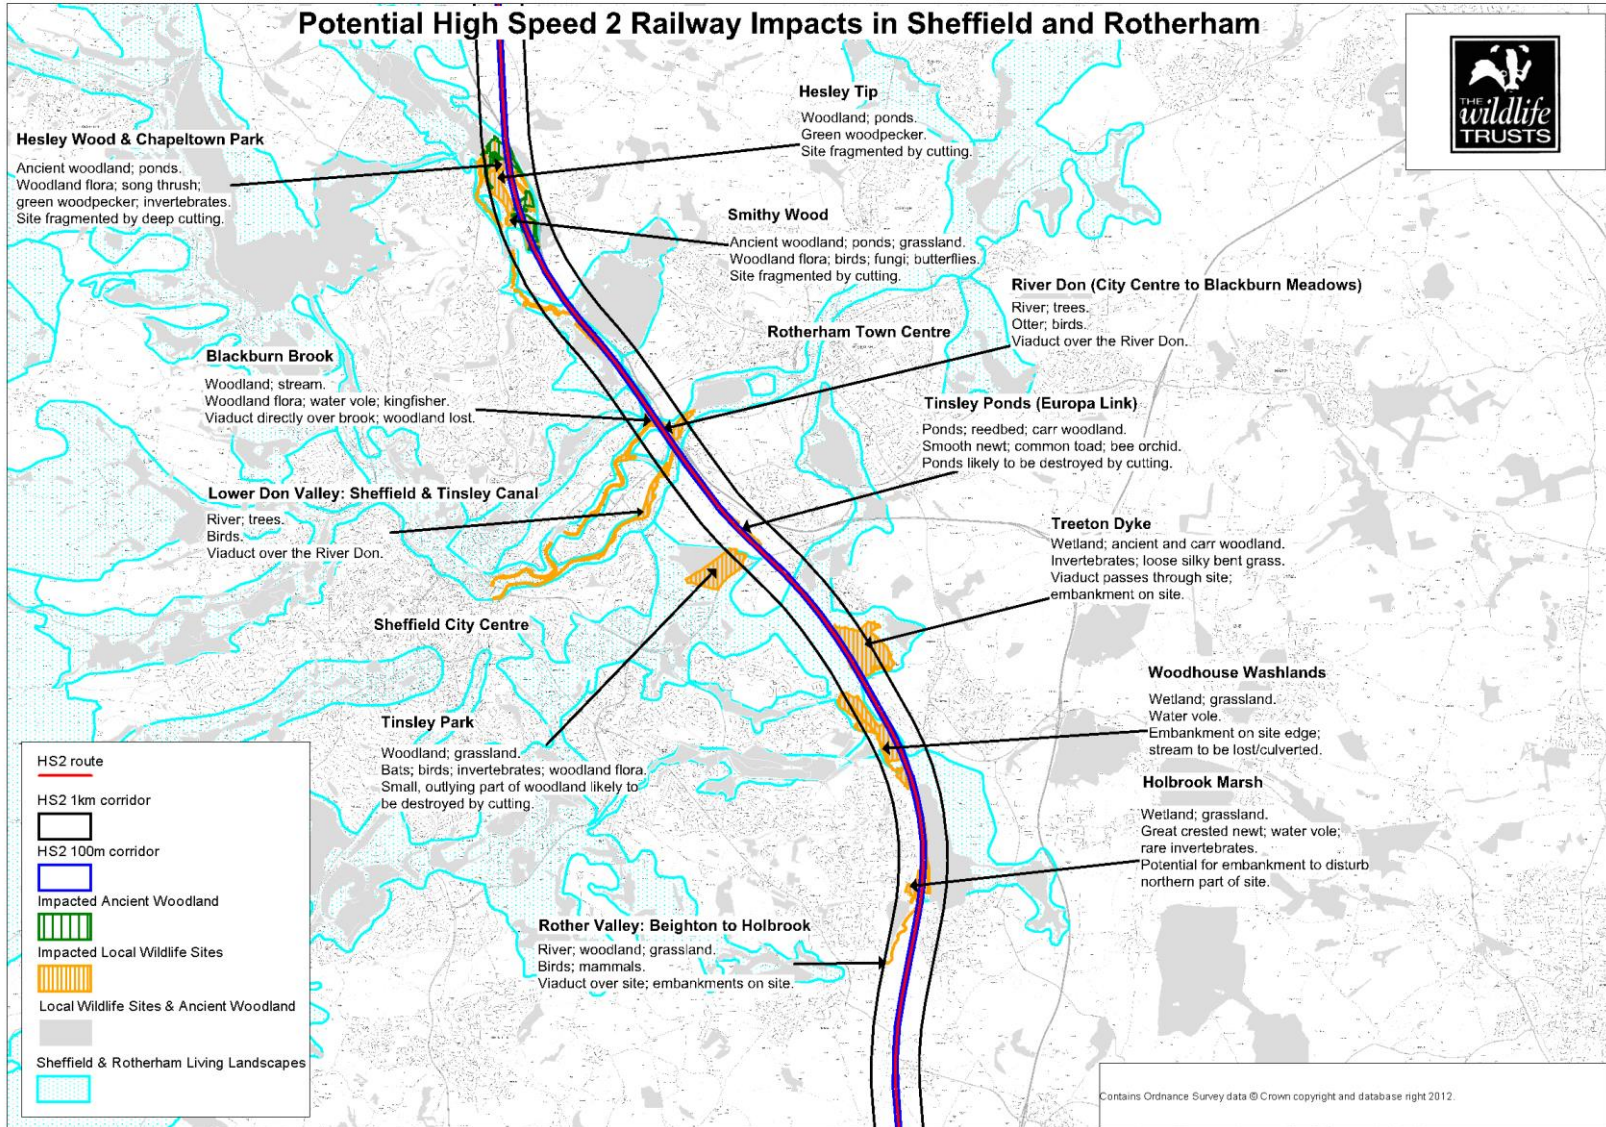 Potential High Speed 2 Railway Impacts in Sheffield and Rotherham
THE
wildlife
TRUSTS
Hesley Tip
Woodland; ponds.
Green woodpecker.
Site fragmented by cutting.
Hesley Wood & Chapeltown Park
Ancient woodland; ponds.
Woodland flora; song thrush;
green woodpecker; invertebrates.
Site fragmented by deep cutting.
Smithy Wood
Ancient woodland; ponds; grassland.
Woodland flora; birds; fungi; butterflies.
Site fragmented by cutting.
River Don (City Centre to Blackburn Meadows)
River; trees.
Otter; birds.
Viaduct over the River Don.
Rotherham Town Centre
Blackburn Brook
Woodland; stream.
Woodland flora; water vole; kingfisher.
Viaduct directly over brook; woodland lost.
Tinsley Ponds (Europa Link)
Ponds; reedbed; carr woodland.
Smooth newt; common toad; bee orchid.
Ponds likely to be destroyed by cutting.
Lower Don Valley: Sheffield & Tinsley Canal
River; trees.
Birds.
Viaduct over the River Don.
Treeton Dyke
Wetland; ancient and carr woodland.
Invertebrates; loose silky bent grass.
Viaduct passes through site;
embankment on site.
Sheffield City Centre
Woodhouse Washlands
Wetland; grassland.
Water vole.
Embankment on site edge;
stream to be lost/culverted.
Tinsley Park
Woodland; grassland.
Bats; birds; invertebrates; woodland flora.
Small, outlying part of woodland likely to
be destroyed by cutting.
Holbrook Marsh
Wetland; grassland.
Great crested newt; water vole;
rare invertebrates.
Potential for embankment to disturb
northern part of site.
Rother Valley: Beighton to Holbrook
River; woodland; grassland.
Birds; mammals.
Viaduct over site; embankments on site.
HS2 route
HS2 1km corridor
HS2 100m corridor
Impacted Ancient Woodland
Impacted Local Wildlife Sites
Local Wildlife Sites & Ancient Woodland
Sheffield & Rotherham Living Landscapes
Contains Ordnance Survey data © Crown copyright and database right 2012.